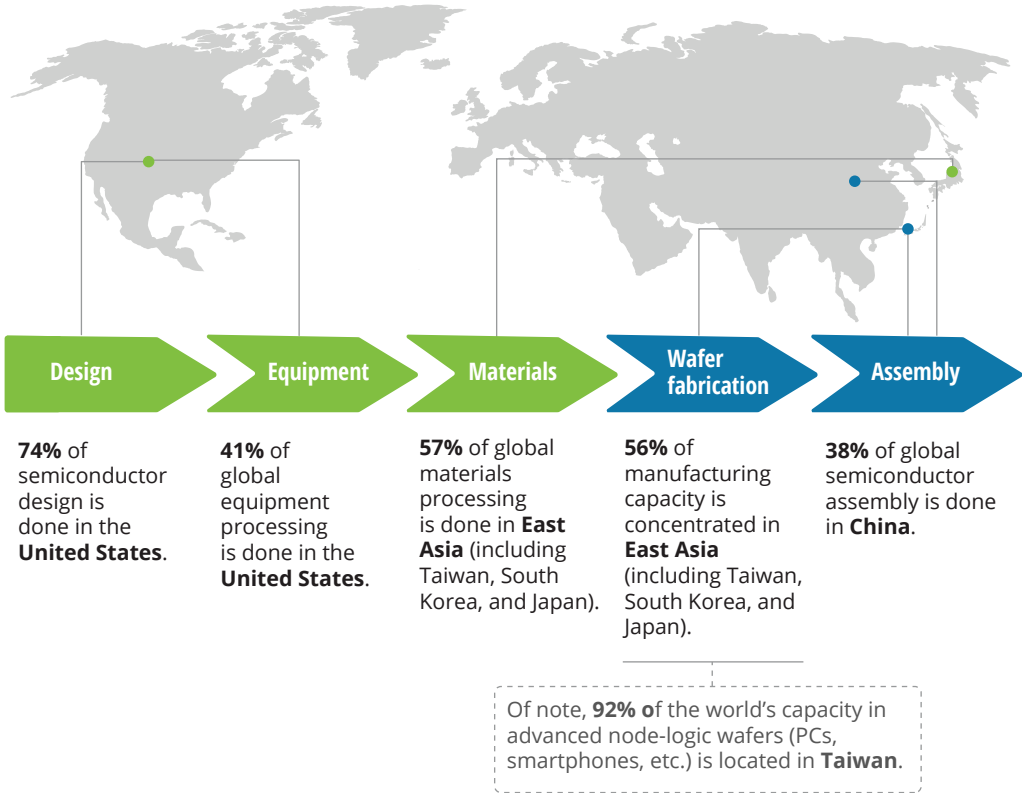 Design
Equipment
Materials
Wafer
fabrication
Assembly
74% of
semiconductor
design is
done in the
United States.
41% of
global
equipment
processing
is done in the
United States.
57% of global
materials
processing
is done in East
Asia (including
Taiwan, South
Korea, and Japan).
56% of
manufacturing
capacity is
concentrated in
East Asia
(including Taiwan,
South Korea, and
Japan).
38% of global
semiconductor
assembly is done
in China.
Of note, 92% of the world’s capacity in
advanced node-logic wafers (PCs,
smartphones, etc.) is located in Taiwan.